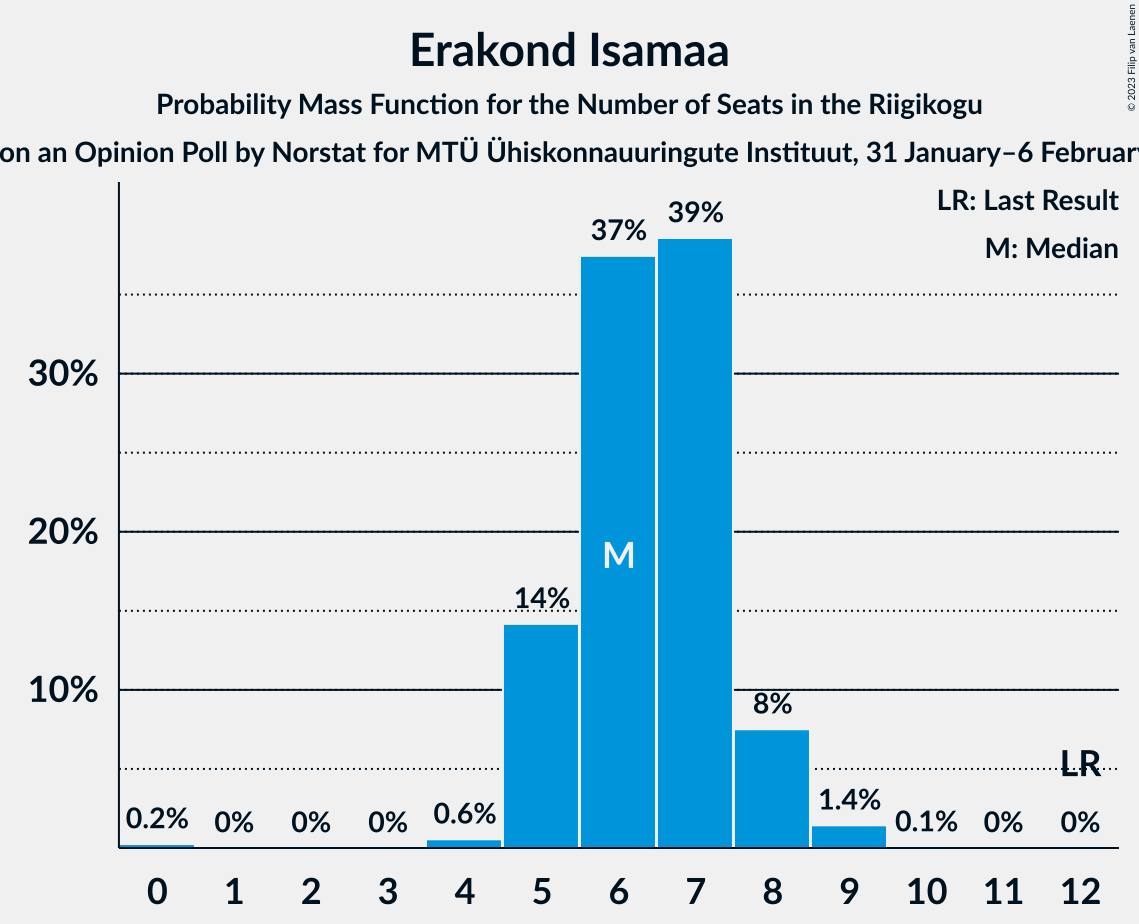 Erakond Isamaa
Probability Mass Function for the Number of Seats in the Riigikogu
on an Opinion Poll by Norstat for MTÜ Ühiskonnauuringute Instituut, 31 January–6 February
© 2023 Filip van Laenen
LR: Last Result
M: Median
39%
37%
30%
20%
M
14%
10%
8%
LR
0.2%
0%
0%
0%
0.6%
1.4%
0.1%
0%
0%
0 1 2 3 4 5 6 7 8 9 10 11 12